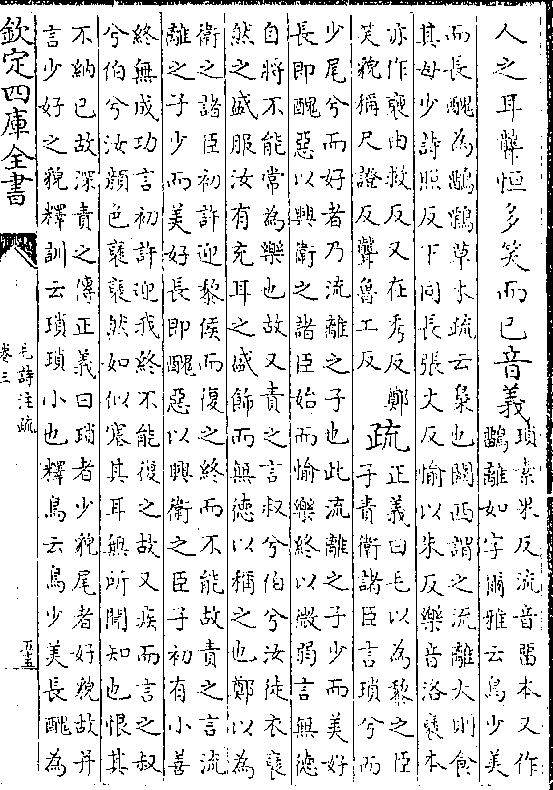 人之耳聾恒多笑而已音義瑣素果反流音畱本又作
鶹離如字爾雅云鳥少美
而長醜為鶹鷅草木疏云梟也關西謂之流離大則食
其母少詩照反下同長張丈反愉以朱反樂音洛褎本
亦作裦由救反又在秀反鄭
笑貌稱尺證反聾魯工反
疏正義曰毛以為黎之臣
子責衛諸臣言瑣兮而
少尾兮而好者乃流離之子也此流離之子少而美好
長即醜惡以興衛之諸臣始而愉樂終以微弱言無德
自將不能常為樂也故又責之言叔兮伯兮汝徒衣褎
然之盛服汝有充耳之盛飾而無德以稱之也鄭以為
衛之諸臣初許迎黎侯而復之終而不能故責之言流
離之子少而美好長即醜惡以興衛之臣子初有小善
終無成功言初許迎我終不能復之故又疾而言之叔
兮伯兮汝顔色褎褎然如似塞其耳無所聞知也恨其
不納已故深責之傳正義曰瑣者少貌尾者好貌故并
言少好之貌釋訓云瑣瑣小也釋鳥云鳥少美長醜為
欽定四庫全書
毛詩注疏
卷三